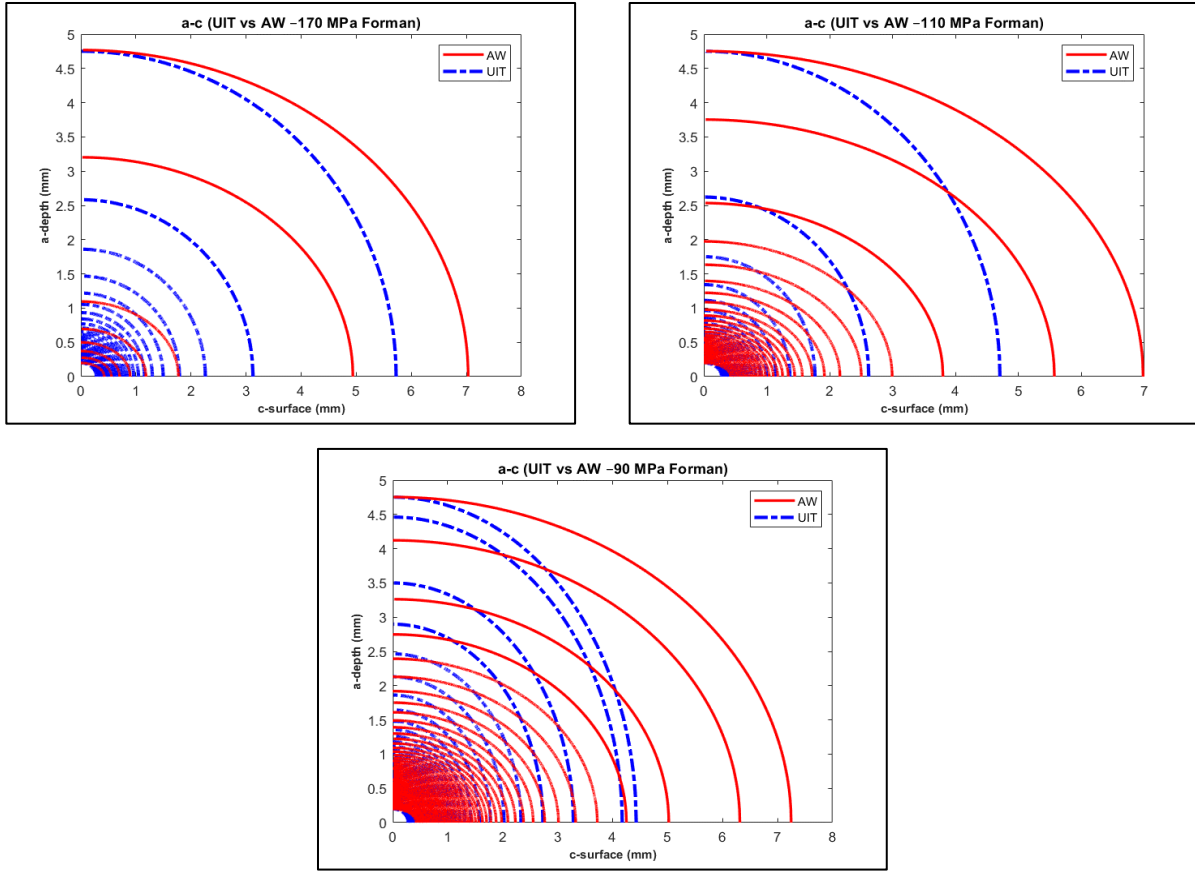 a-c (UIT vs AW –170 MPa Forman)
5
4.5
4
3.5
3
2.5
2
1.5
1
0.5
0
a-depth (mm)
AW
UIT
0 1 2 3 4 5 6 7 8
c-surface (mm)
a-c (UIT vs AW –110 MPa Forman)
5
4.5
4
3.5
3
2.5
2
1.5
1
0.5
0
a-depth (mm)
AW
UIT
0 1 2 3 4 5 6 7
c-surface (mm)
a-c (UIT vs AW –90 MPa Forman)
5
4.5
4
3.5
3
2.5
2
1.5
1
0.5
0
a-depth (mm)
AW
UIT
0 1 2 3 4 5 6 7 8
c-surface (mm)